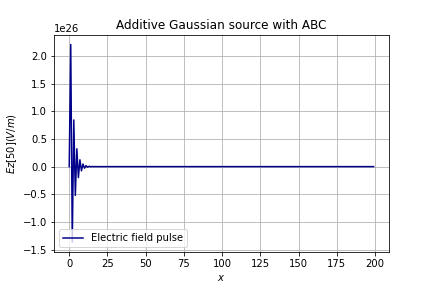 Additive Gaussian source with ABC
1e26
2.0
1.5
1.0
0.5
0.0
−0.5
−1.0
−1.5
Ez[50](V/m)
Electric field pulse
0 25 50 75 100 125 150 175 200
x